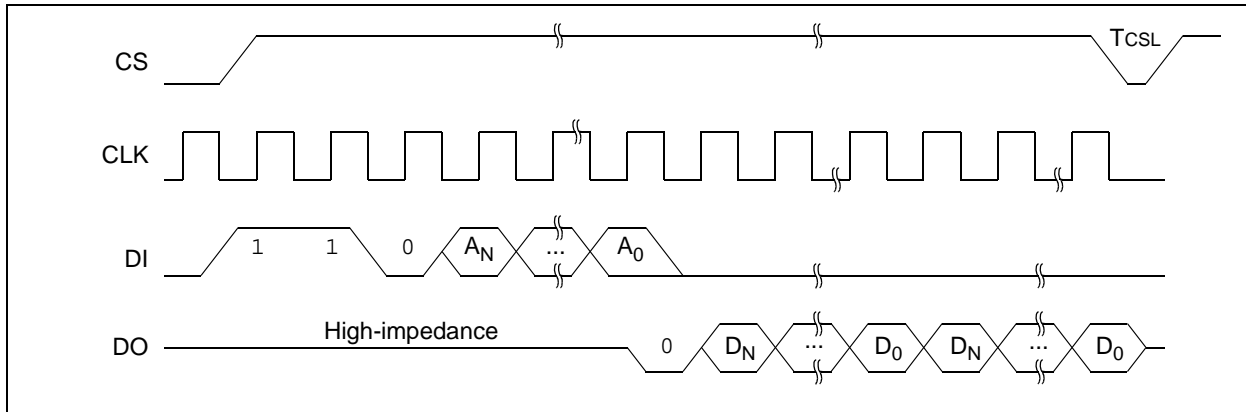 CS TCSL
CLK
DI 1 1 0 AN ... A0
High-impedance
DO 0 DN ... D0 DN ... D0